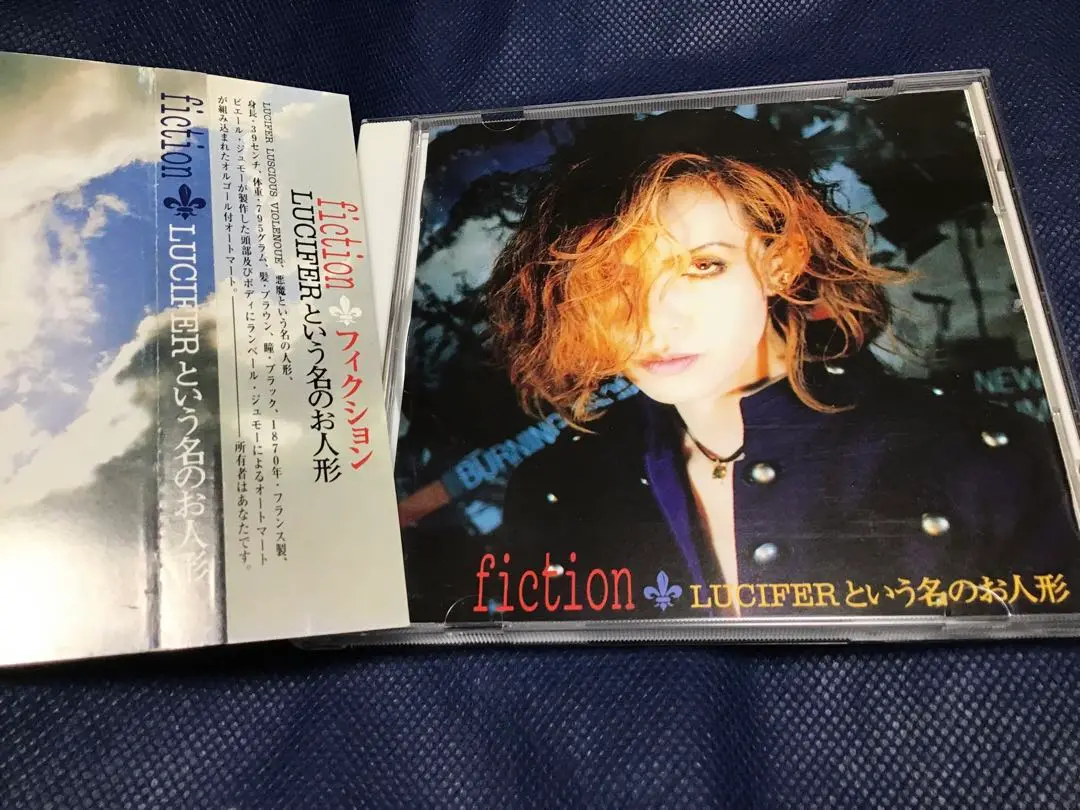 fiction ⚜ LUCIFERという名のお人形
fiction ⚜ フィクション
LUCIFERという名のお人形
LUCIFER LUSCIOUS VIOLENOUE、悪魔という名の人形、
身長・39センチ、体重・795グラム、髪・ブラウン、瞳・ブラック、1870年・フランス製、
ピエール・ジュモーが製作した頭部及びボディにランベール・ジュモーによるオートマート
が組み込まれたオルゴール付オートマート。――所有者はあなたです。
BURNING
NEW
fiction ⚜ LUCIFERという名のお人形